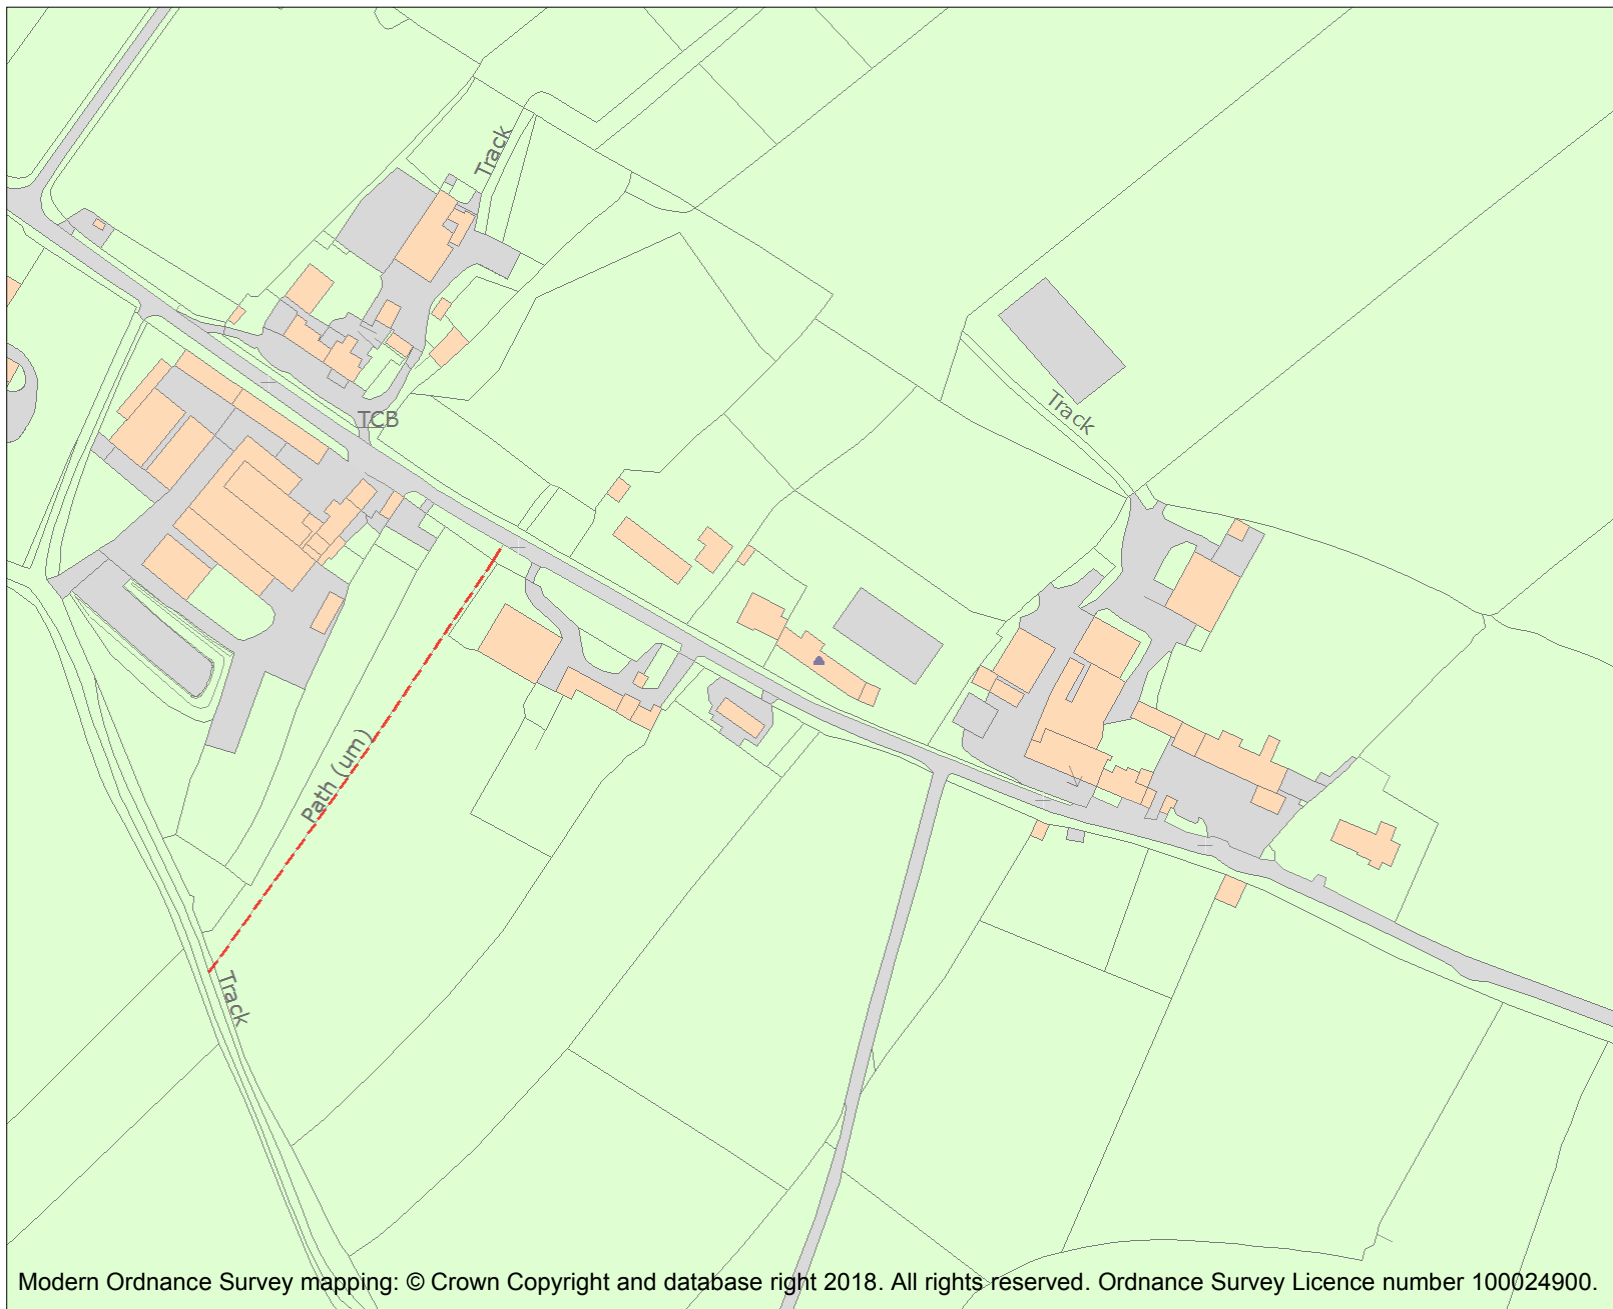 Track
TCB
Track
Path (um)
Track
Modern Ordnance Survey mapping: © Crown Copyright and database right 2018. All rights reserved. Ordnance Survey Licence number 100024900.